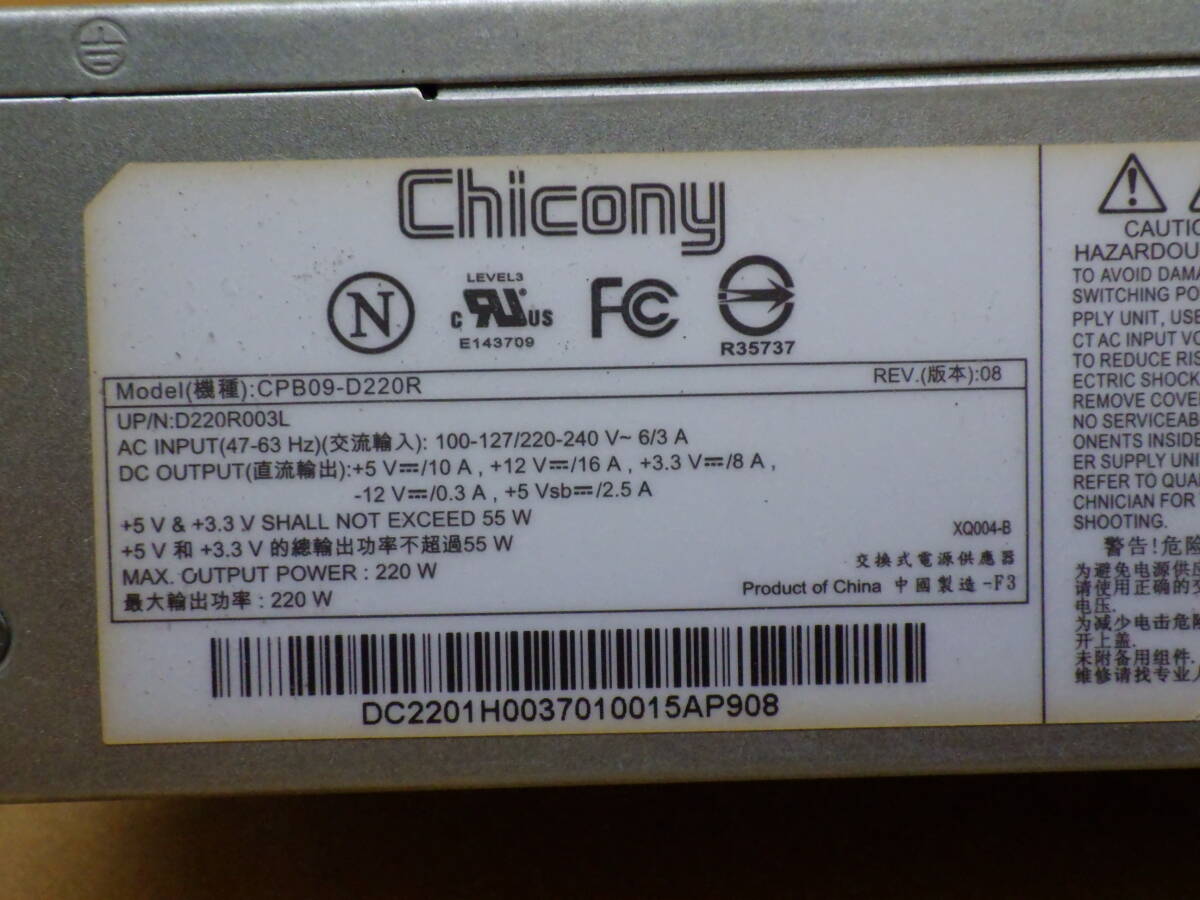 Chicony
N
LEVEL3
c RU US
E143709
FC
R35737
Model(機種):CPB09-D220R
REV.(版本):08
UP/N:D220R003L
AC INPUT(47-63 Hz)(交流輸入): 100-127/220-240 V~ 6/3 A
DC OUTPUT(直流輸出):+5 V⎓/10 A , +12 V⎓/16 A , +3.3 V⎓/8 A ,
-12 V⎓/0.3 A , +5 Vsb⎓/2.5 A
+5 V & +3.3 V SHALL NOT EXCEED 55 W
+5 V 和 +3.3 V 的總輸出功率不超過55 W
MAX. OUTPUT POWER : 220 W
最大輸出功率 : 220 W
XQ004-B
交換式電源供應器
Product of China 中國製造 -F3
DC2201H0037010015AP908
CAUTIO
HAZARDOU
TO AVOID DAMA
SWITCHING PO
PPLY UNIT, USE
CT AC INPUT VO
TO REDUCE RIS
ECTRIC SHOCK
REMOVE COVE
NO SERVICEAB
ONENTS INSIDE
ER SUPPLY UNI
REFER TO QUA
CHNICIAN FOR
SHOOTING.
警告!危险
为避免电源供应
请使用正确的交
电压.
为减少电击危险
开上盖.
未附备用组件.
维修请找专业人